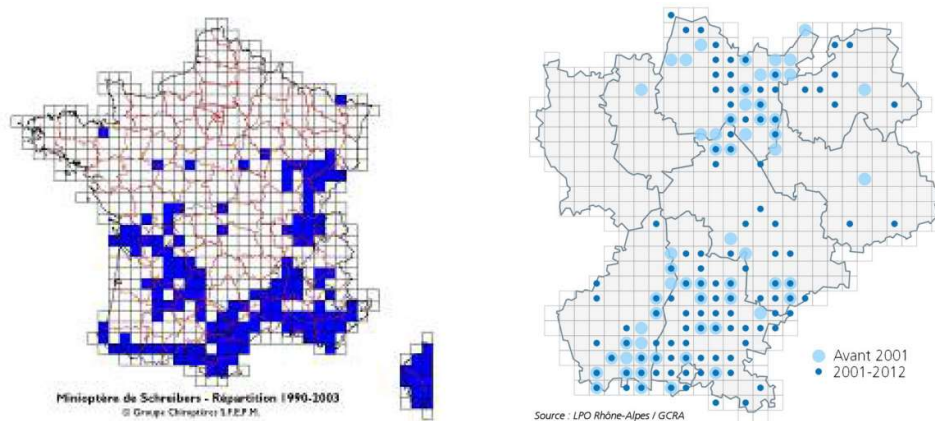 Minioptère de Schreibers - Répartition 1990-2003
© Groupe Chiroptères S.F.E.P.M.
Avant 2001
2001-2012
Source : LPO Rhône-Alpes / GCRA